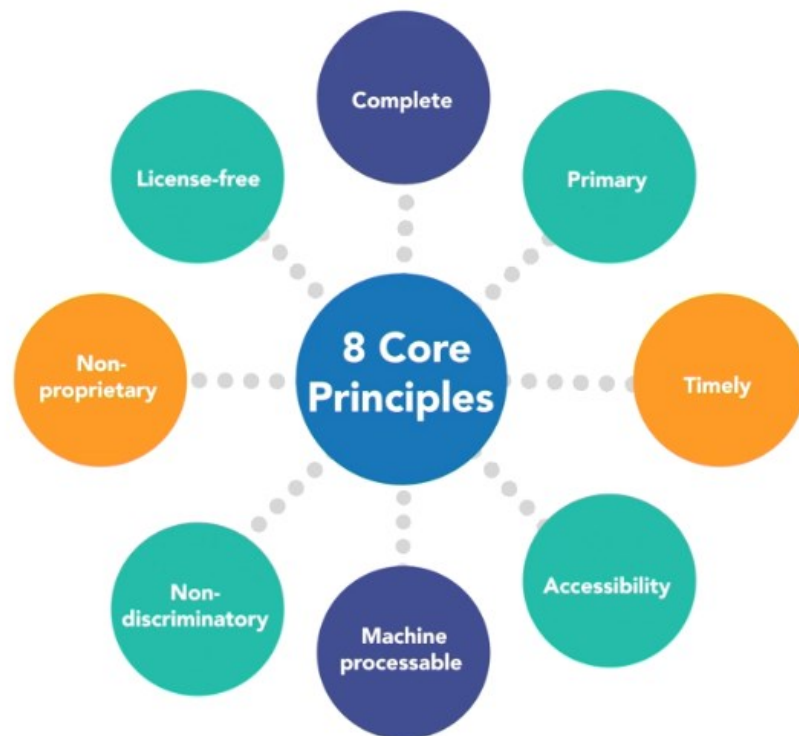 Complete
Primary
Timely
Accessibility
Machine
processable
Non-
discriminatory
Non-
proprietary
License-free
8 Core
Principles